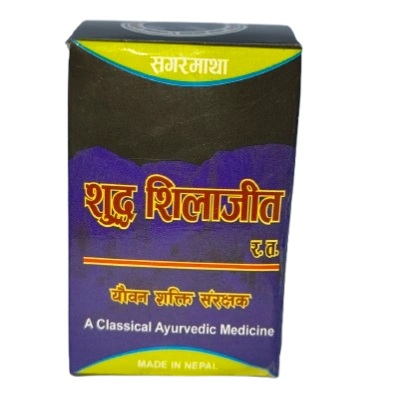 सगरमाथा
शुद्ध शिलाजीत
र.त.
यौवन शक्ति संरक्षक
A Classical Ayurvedic Medicine
MADE IN NEPAL